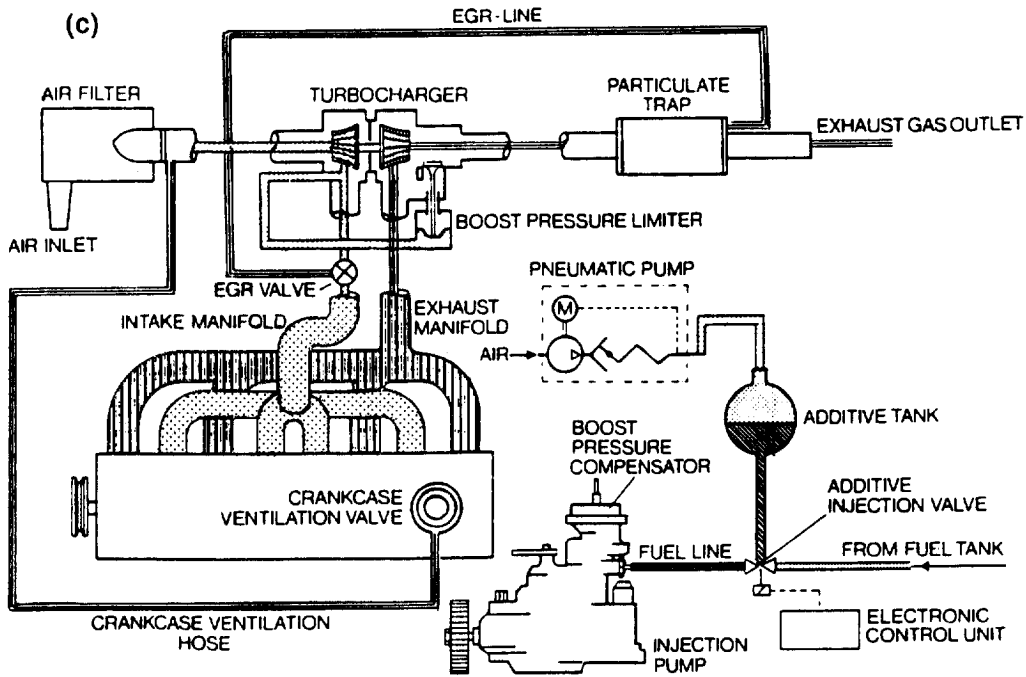 (c)
EGR-LINE
AIR FILTER
TURBOCHARGER
PARTICULATE
TRAP
EXHAUST GAS OUTLET
AIR INLET
BOOST PRESSURE LIMITER
EGR VALVE
PNEUMATIC PUMP
M
INTAKE MANIFOLD
EXHAUST
MANIFOLD
AIR
ADDITIVE TANK
BOOST
PRESSURE
COMPENSATOR
ADDITIVE
INJECTION VALVE
CRANKCASE
VENTILATION VALVE
FUEL LINE
FROM FUEL TANK
CRANKCASE VENTILATION
HOSE
INJECTION
PUMP
ELECTRONIC
CONTROL UNIT